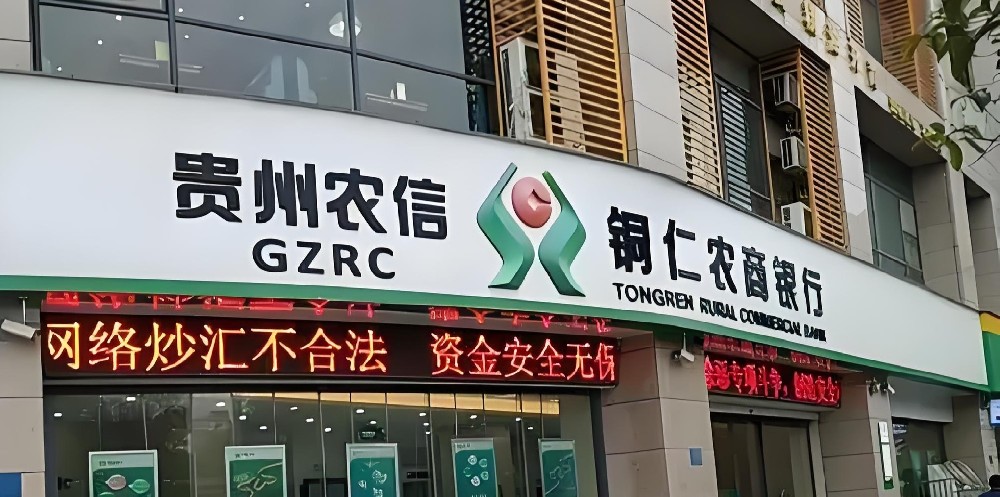 贵州农信
GZRC
铜仁农商银行
TONGREN RURAL COMMERCIAL BANK
网络炒汇不合法 资金安全无保